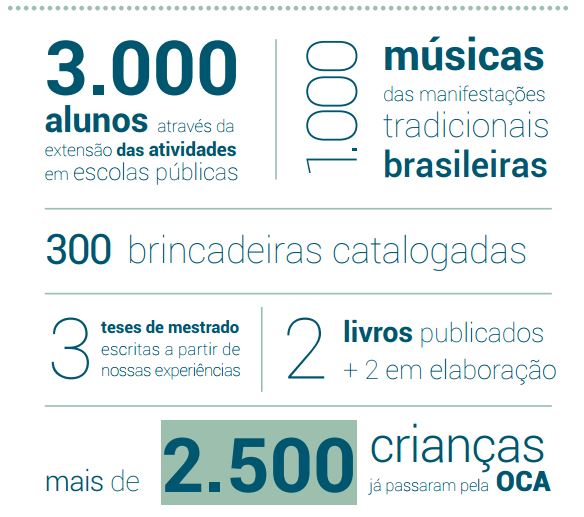 3.000
alunos através da
extensão das atividades
em escolas públicas
1.000
músicas
das manifestações
tradicionais
brasileiras
300 brincadeiras catalogadas
3
teses de mestrado
escritas a partir de
nossas experiências
2
livros publicados
+ 2 em elaboração
mais de 2.500 crianças
já passaram pela OCA